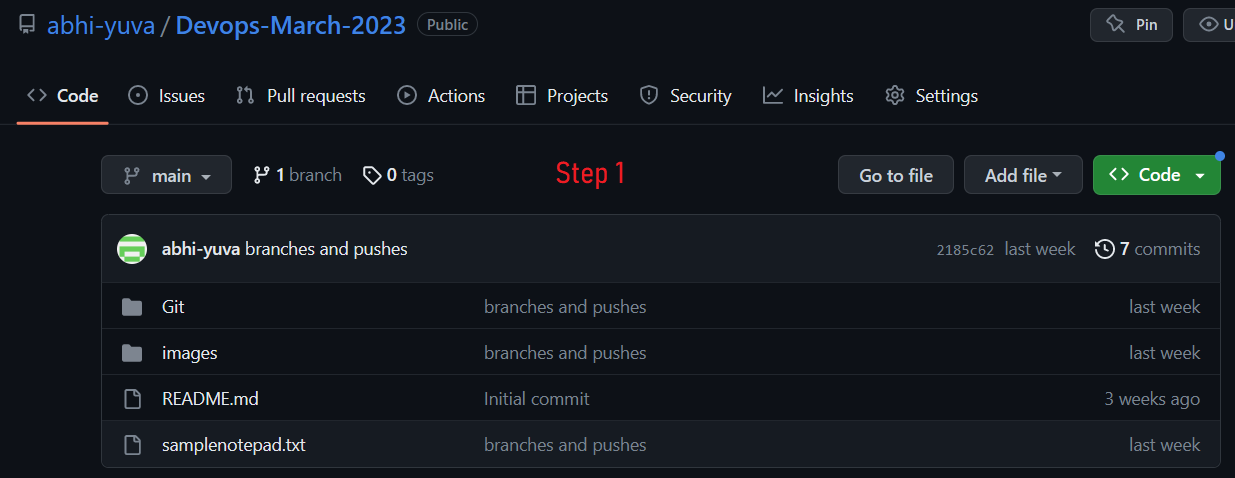 abhi-yuva / Devops-March-2023 Public Pin
Code Issues Pull requests Actions Projects Security Insights Settings
main 1 branch 0 tags Step 1 Go to file Add file Code
abhi-yuva branches and pushes 2185c62 last week 7 commits
Git branches and pushes last week
images branches and pushes last week
README.md Initial commit 3 weeks ago
samplenotepad.txt branches and pushes last week